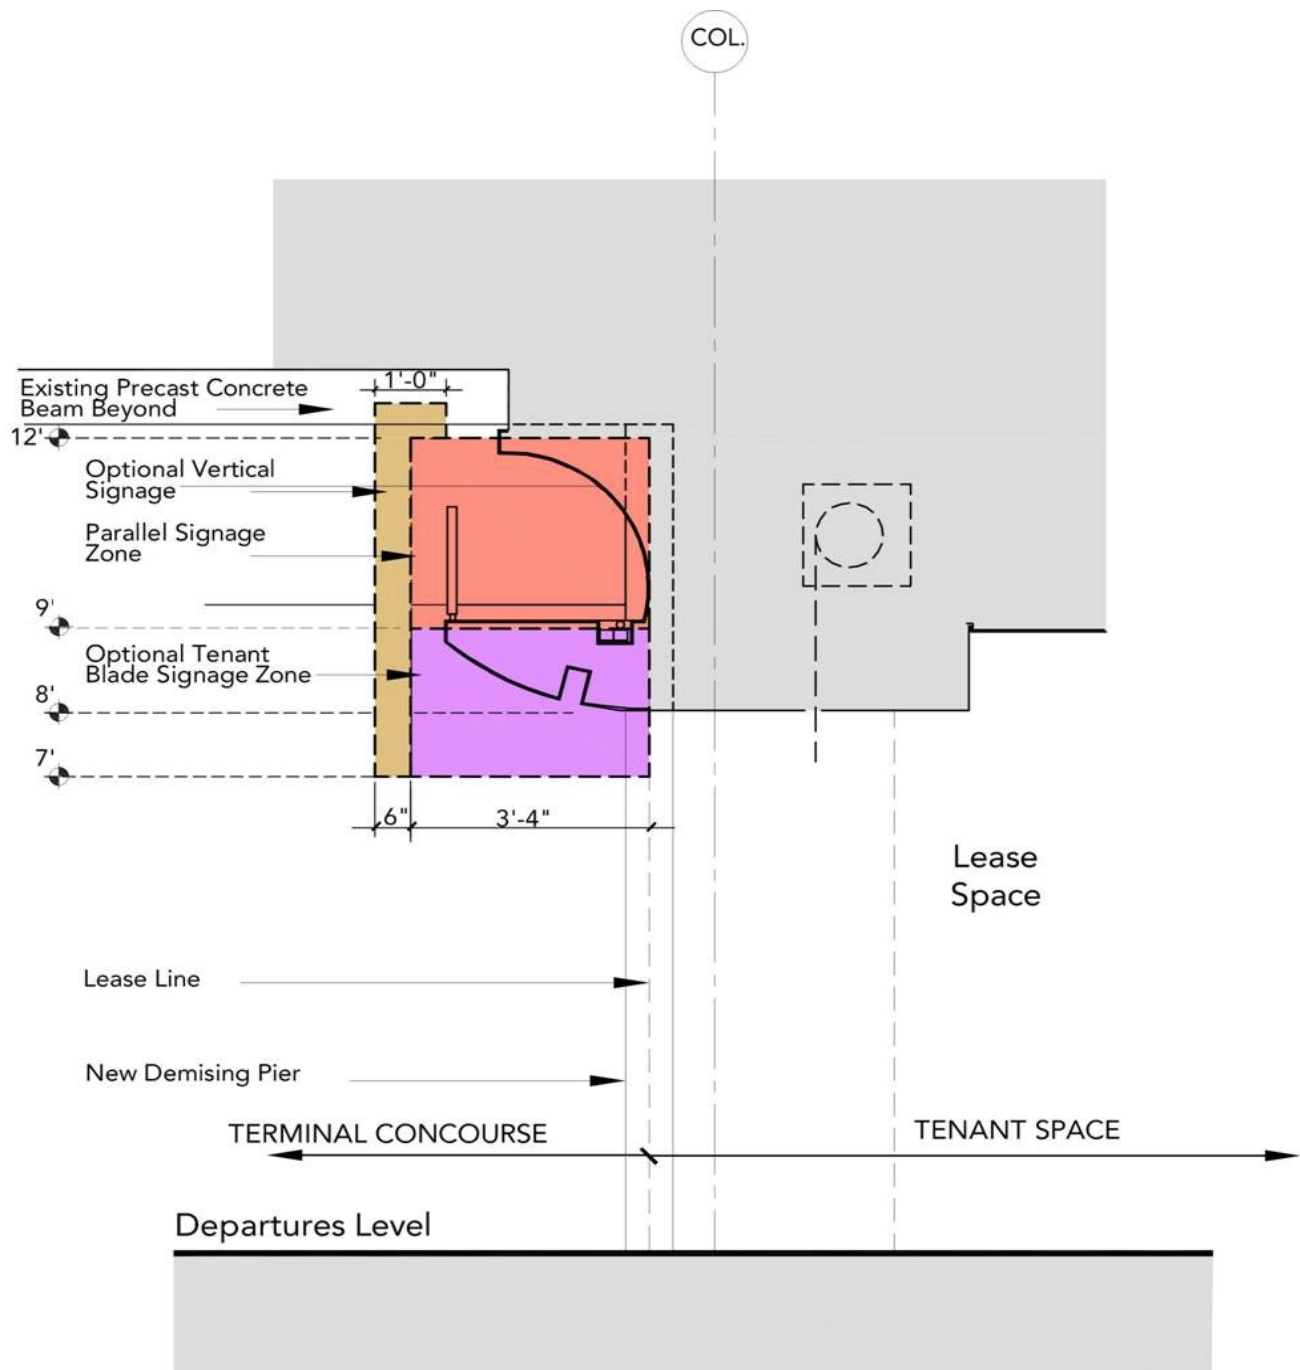 COL.
1'-0"
Existing Precast Concrete
Beam Beyond
12'
Optional Vertical
Signage
Parallel Signage
Zone
9'
Optional Tenant
Blade Signage Zone
8'
7'
6"
3'-4"
Lease
Space
Lease Line
New Demising Pier
TERMINAL CONCOURSE
TENANT SPACE
Departures Level